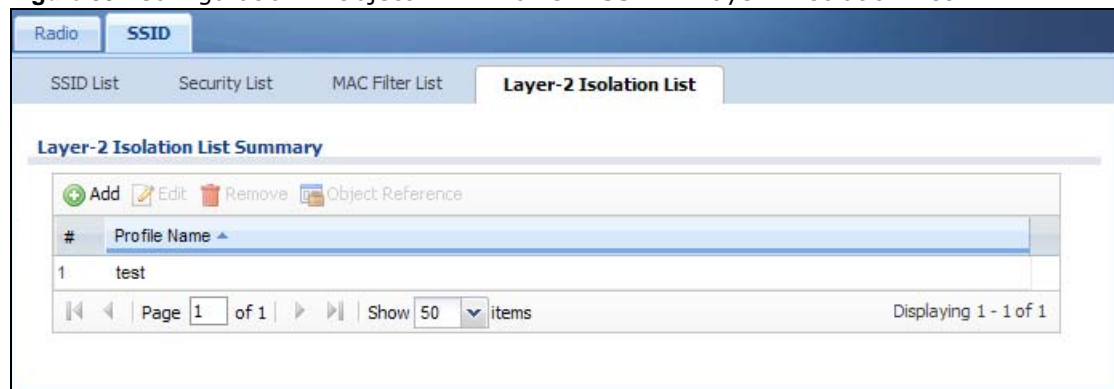 Radio SSID
SSID List Security List MAC Filter List Layer-2 Isolation List
Layer-2 Isolation List Summary
Add Edit Remove Object Reference
# Profile Name
1 test
Page 1 of 1 Show 50 items Displaying 1 - 1 of 1